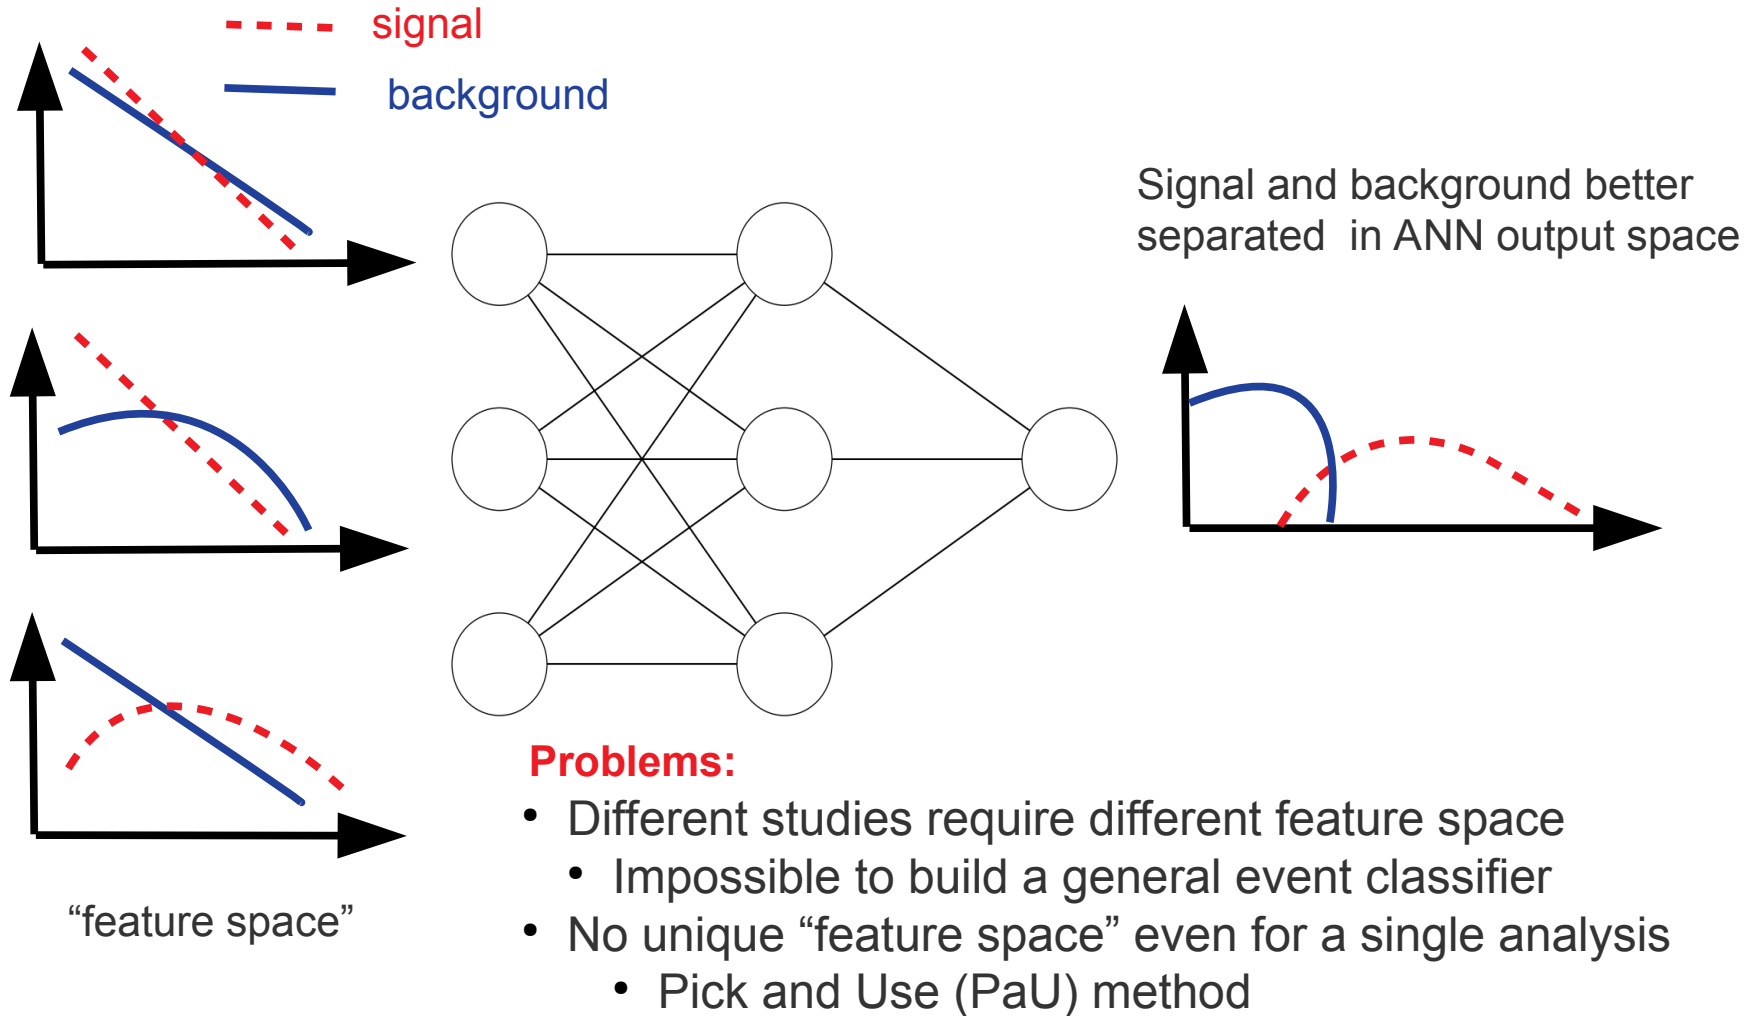 signal
background
Signal and background better
separated in ANN output space
“feature space”
Problems:
• Different studies require different feature space
• Impossible to build a general event classifier
• No unique “feature space” even for a single analysis
• Pick and Use (PaU) method